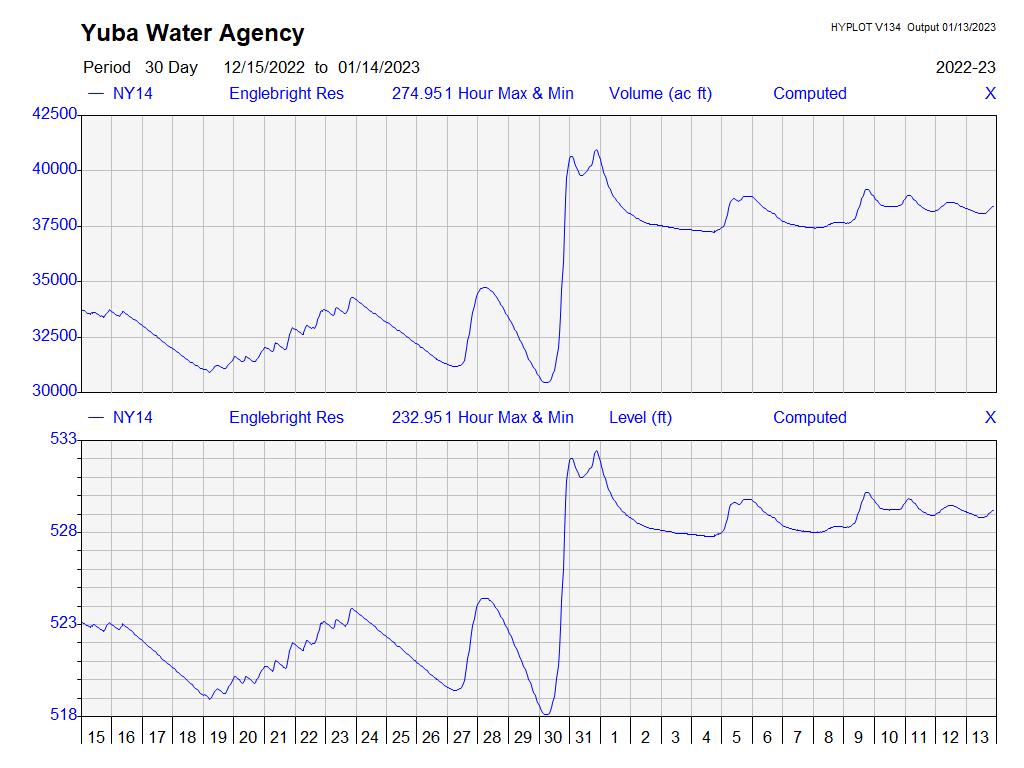 Yuba Water Agency
HYPLOT V134 Output 01/13/2023
Period 30 Day 12/15/2022 to 01/14/2023
2022-23
NY14 Englebright Res 274.951 Hour Max & Min Volume (ac ft) Computed X
42500
40000
37500
35000
32500
30000
NY14 Englebright Res 232.951 Hour Max & Min Level (ft) Computed X
533
528
523
518
15 16 17 18 19 20 21 22 23 24 25 26 27 28 29 30 31 1 2 3 4 5 6 7 8 9 10 11 12 13